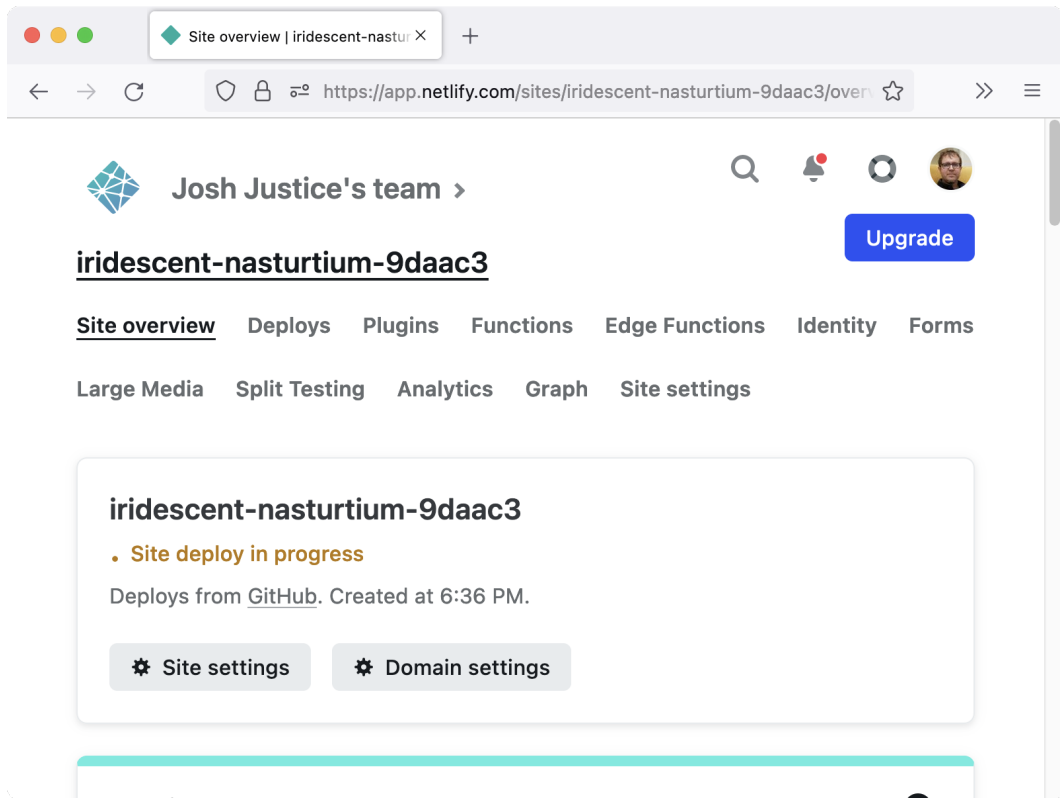 Site overview | iridescent-nastur
https://app.netlify.com/sites/iridescent-nasturtium-9daac3/over
Josh Justice's team
Upgrade
iridescent-nasturtium-9daac3
Site overview Deploys Plugins Functions Edge Functions Identity Forms
Large Media Split Testing Analytics Graph Site settings
iridescent-nasturtium-9daac3
Site deploy in progress
Deploys from GitHub. Created at 6:36 PM.
Site settings Domain settings